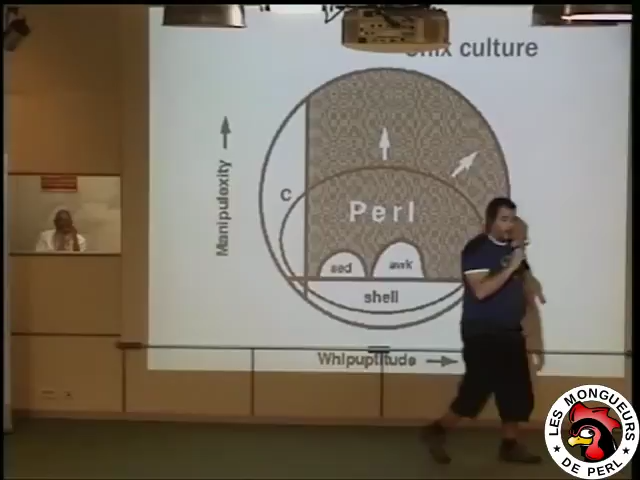 Unix culture
Manipulexity
C
Perl
sed
awk
shell
Whipuptitude
LES MONGUEURS
DE PERL